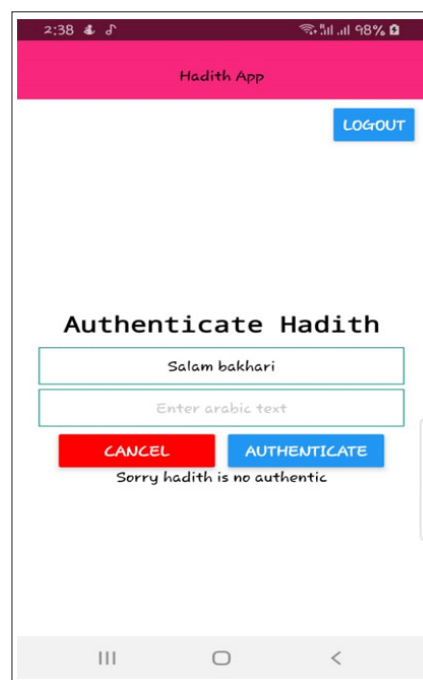 2:38 98%
Hadith App
LOGOUT
Authenticate Hadith
Salam bakhari
Enter arabic text
CANCEL AUTHENTICATE
Sorry hadith is no authentic